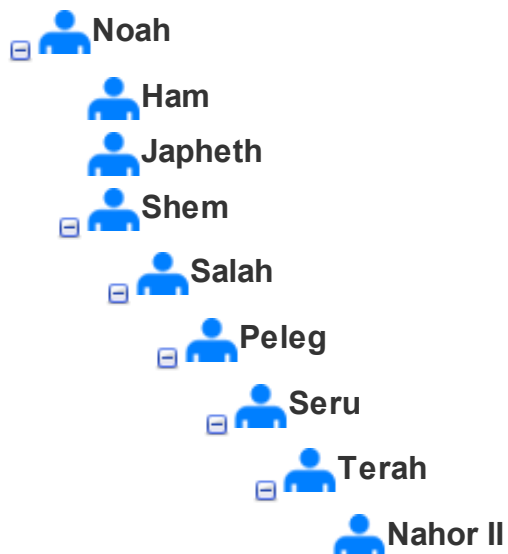 Noah
Ham
Japheth
Shem
Salah
Peleg
Seru
Terah
Nahor II